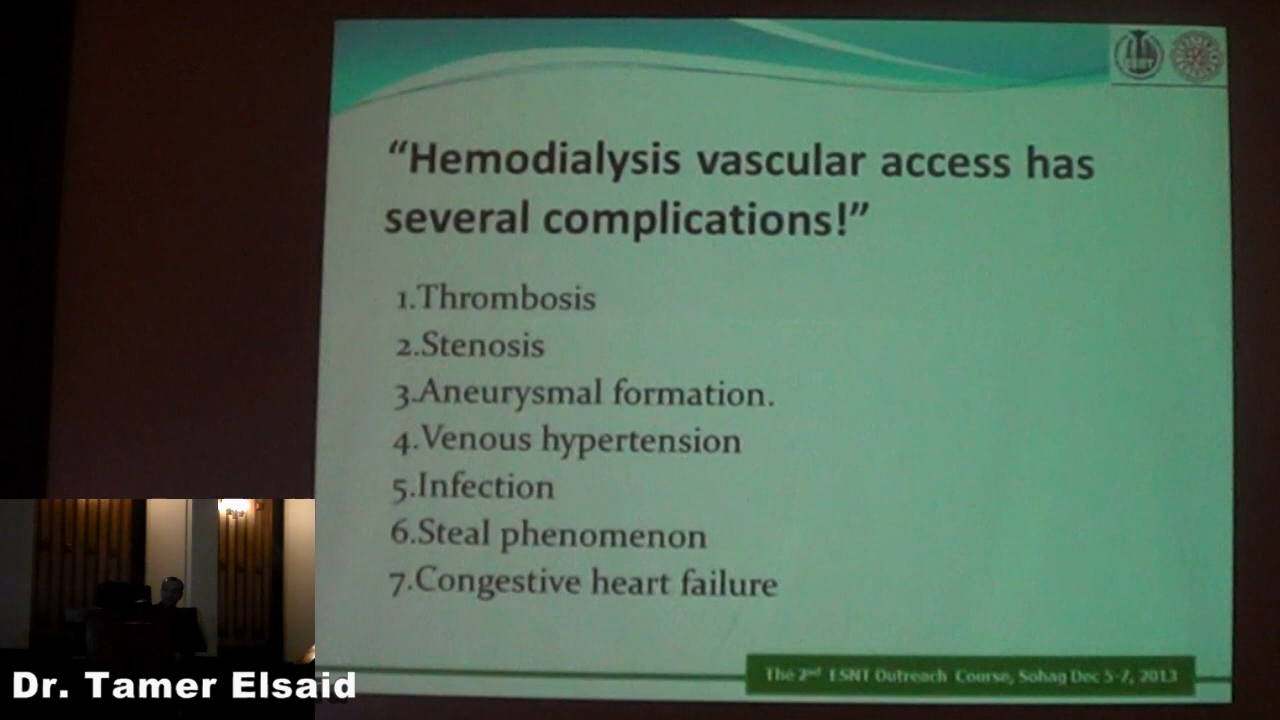 “Hemodialysis vascular access has
several complications!”
1.Thrombosis
2.Stenosis
3.Aneurysmal formation.
4.Venous hypertension
5.Infection
6.Steal phenomenon
7.Congestive heart failure
The 2nd ESNT Outreach Course, Sohag Dec 5-7, 2013
Dr. Tamer Elsaid